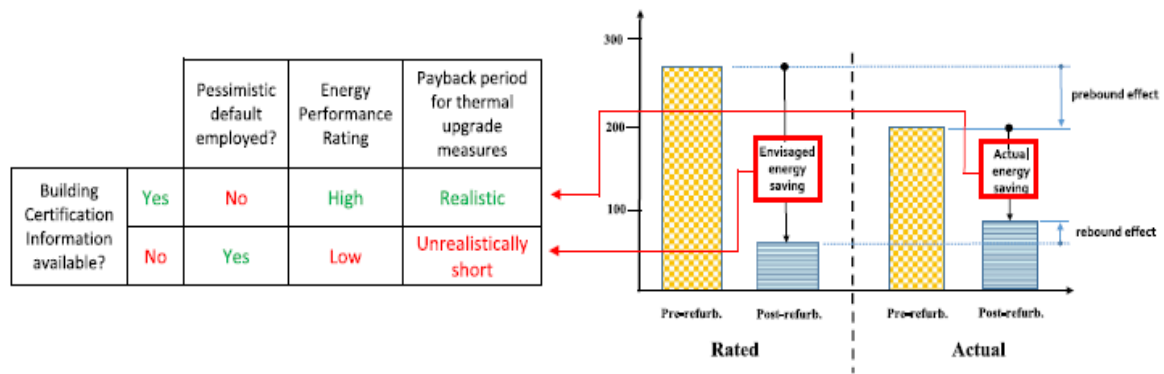 Pessimistic
default
employed?
Energy
Performance
Rating
Payback period
for thermal
upgrade
measures
Building
Certification
Information
available?
Yes
No
High
Realistic
No
Yes
Low
Unrealistically
short
300
200
100
Envisaged
energy
saving
Actual
energy
saving
prebound effect
rebound effect
Pre-refurb.
Post-refurb.
Pre-refurb.
Post-refurb.
Rated
Actual